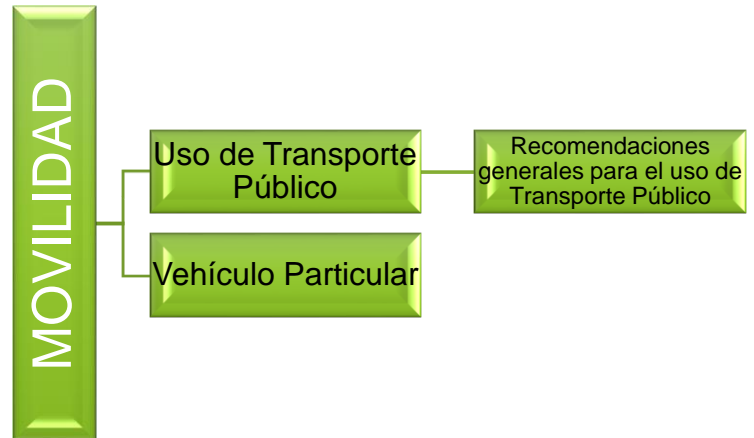 MOVILIDAD
Uso de Transporte
Público
Recomendaciones
generales para el uso de
Transporte Público
Vehículo Particular